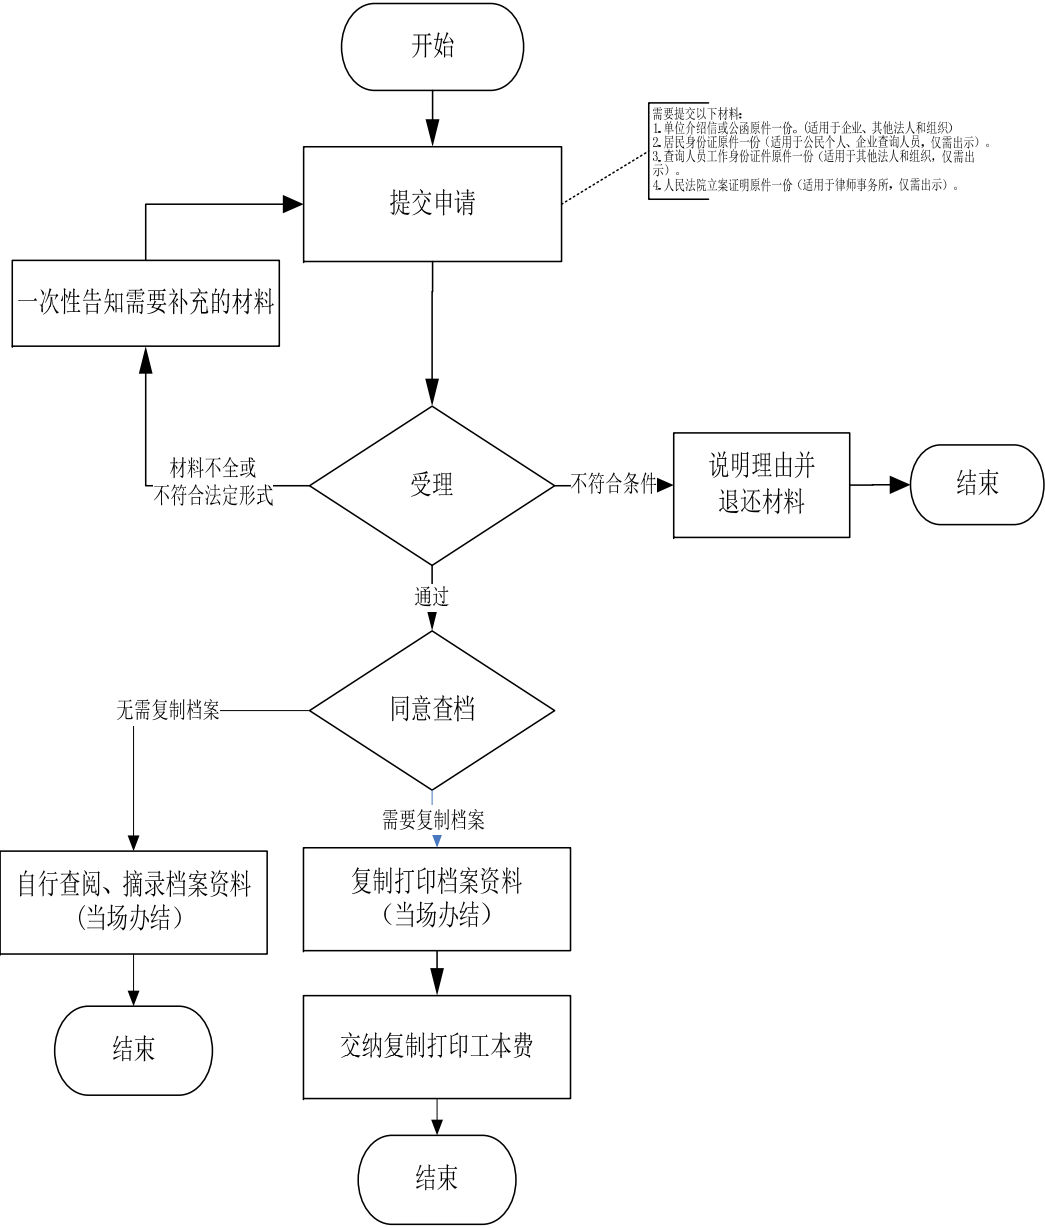 开始
需要提交以下材料:
1.单位介绍信或公函原件一份。(适用于企业、其他法人和组织)
2.居民身份证原件一份（适用于公民个人、企业查询人员，仅需出示）。
3.查询人员工作身份证件原件一份（适用于其他法人和组织，仅需出
示）。
4.人民法院立案证明原件一份（适用于律师事务所，仅需出示）。
提交申请
一次性告知需要补充的材料
材料不全或
不符合法定形式
受理
不符合条件
说明理由并
退还材料
结束
通过
同意查档
无需复制档案
需要复制档案
自行查阅、摘录档案资料
(当场办结）
复制打印档案资料
（当场办结）
交纳复制打印工本费
结束
结束